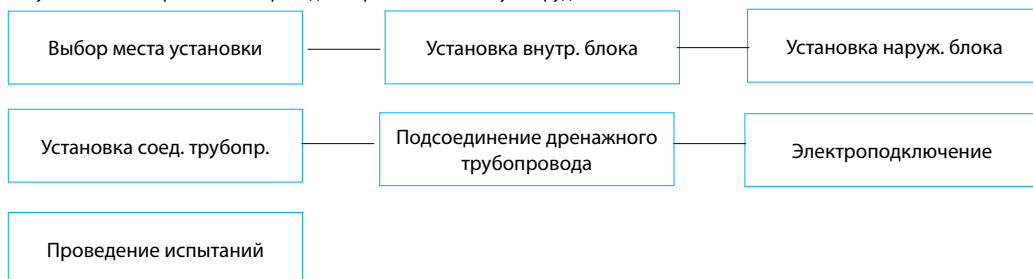 Выбор места установки
Установка внутр. блока
Установка наруж. блока
Установка соед. трубопр.
Подсоединение дренажного
трубопровода
Электроподключение
Проведение испытаний